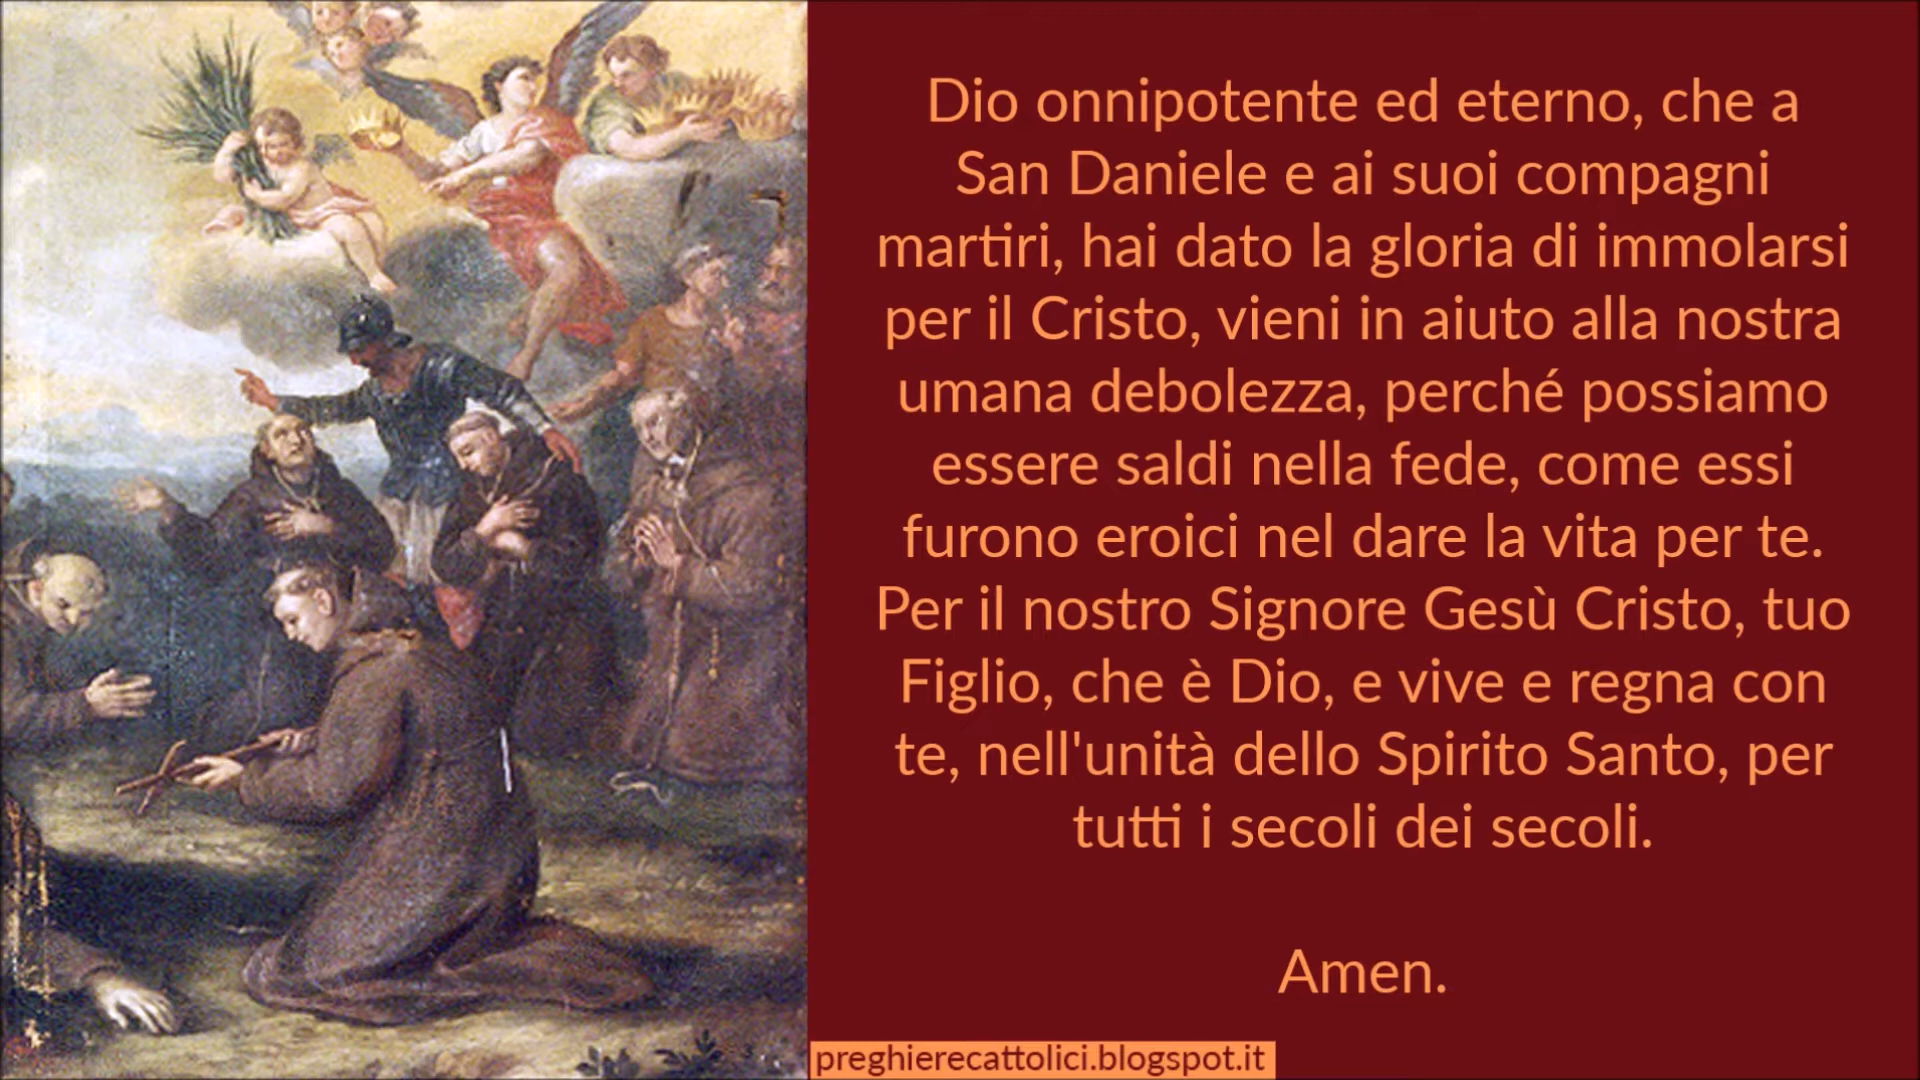 Dio onnipotente ed eterno, che a
San Daniele e ai suoi compagni
martiri, hai dato la gloria di immolarsi
per il Cristo, vieni in aiuto alla nostra
umana debolezza, perché possiamo
essere saldi nella fede, come essi
furono eroici nel dare la vita per te.
Per il nostro Signore Gesù Cristo, tuo
Figlio, che è Dio, e vive e regna con
te, nell'unità dello Spirito Santo, per
tutti i secoli dei secoli.
Amen.
preghierecattolici.blogspot.it